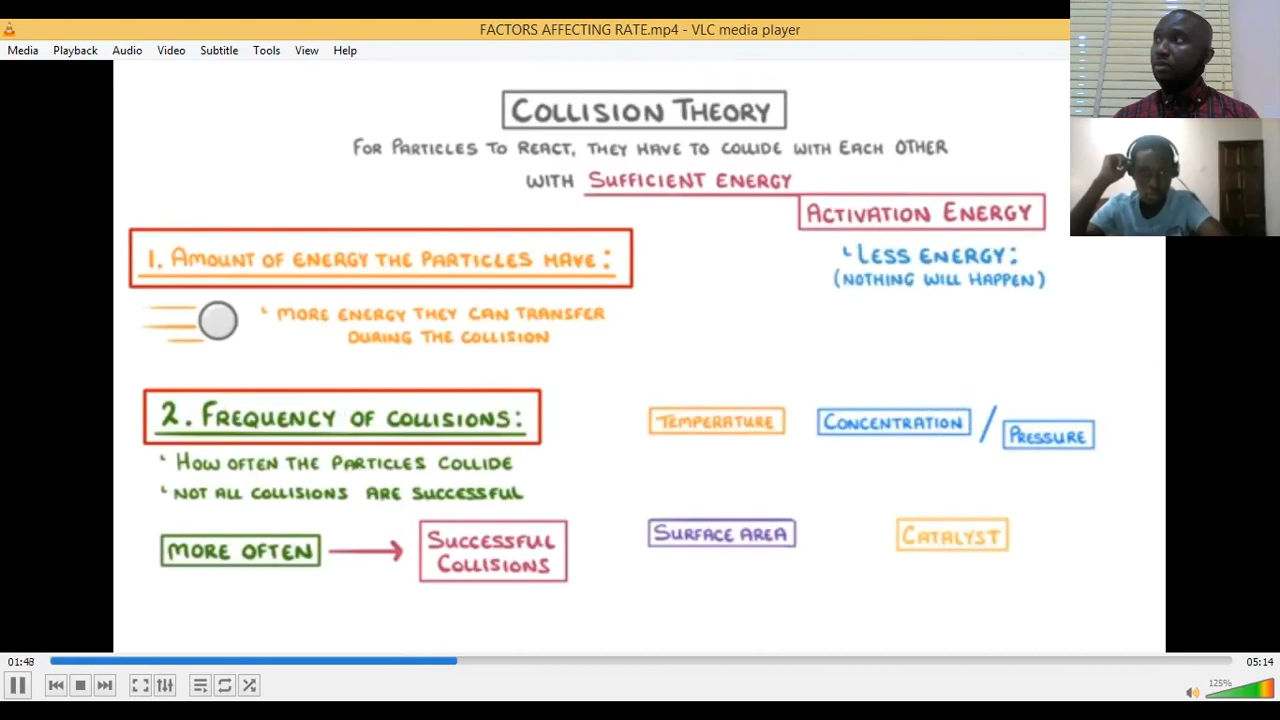 FACTORS AFFECTING RATE.mp4 - VLC media player
Media Playback Audio Video Subtitle Tools View Help
COLLISION THEORY
FOR PARTICLES TO REACT, THEY HAVE TO COLLIDE WITH EACH OTHER
WITH SUFFICIENT ENERGY
ACTIVATION ENERGY
LESS ENERGY:
(NOTHING WILL HAPPEN)
1. AMOUNT OF ENERGY THE PARTICLES HAVE:
MORE ENERGY THEY CAN TRANSFER
DURING THE COLLISION
2. FREQUENCY OF COLLISIONS:
HOW OFTEN THE PARTICLES COLLIDE
NOT ALL COLLISIONS ARE SUCCESSFUL
MORE OFTEN
SUCCESSFUL
COLLISIONS
TEMPERATURE
CONCENTRATION / PRESSURE
SURFACE AREA
CATALYST
01:48
05:14
125%